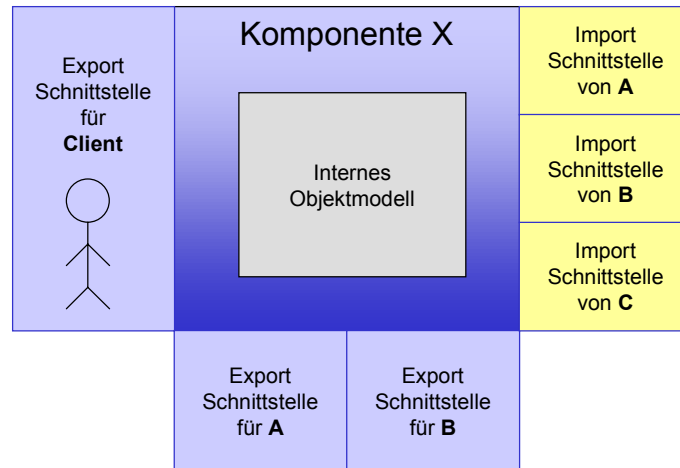 Komponente X
Export
Schnittstelle
für
Client
Internes
Objektmodell
Import
Schnittstelle
von A
Import
Schnittstelle
von B
Import
Schnittstelle
von C
Export
Schnittstelle
für A
Export
Schnittstelle
für B